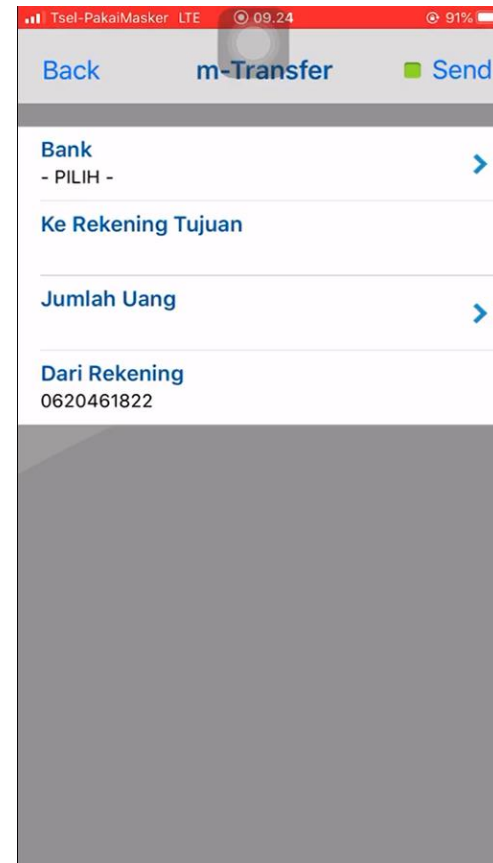 Tsel-PakaiMasker LTE 09.24 91%
Back m-Transfer Send
Bank
- PILIH -
Ke Rekening Tujuan
Jumlah Uang
Dari Rekening
0620461822